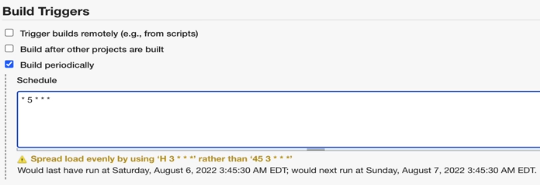 Build Triggers
Trigger builds remotely (e.g., from scripts)
Build after other projects are built
Build periodically
Schedule
* 5 * * *
Spread load evenly by using ‘H 3 * * *’ rather than ‘45 3 * * *’
Would last have run at Saturday, August 6, 2022 3:45:30 AM EDT; would next run at Sunday, August 7, 2022 3:45:30 AM EDT.